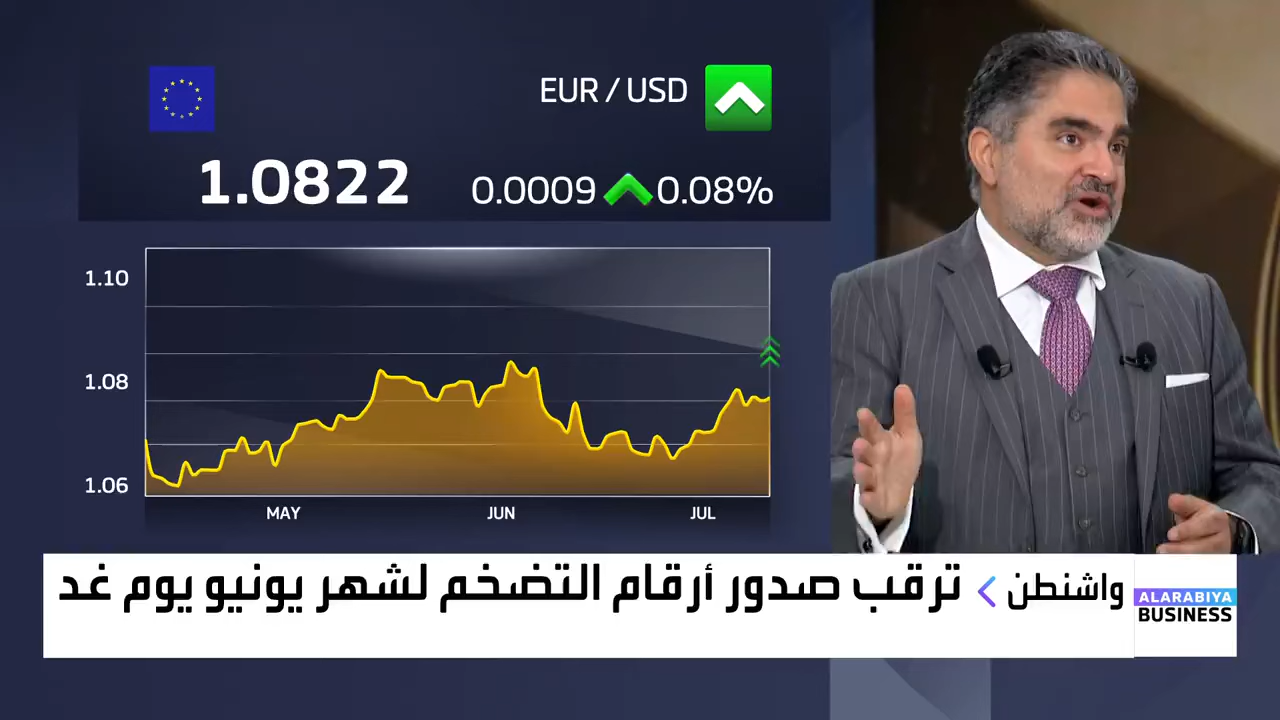 EUR / USD
1.0822 0.0009 0.08%
1.10
1.08
1.06
MAY JUN JUL
واشنطن ترقب صدور أرقام التضخم لشهر يونيو يوم غد
ALARABIYA
BUSINESS